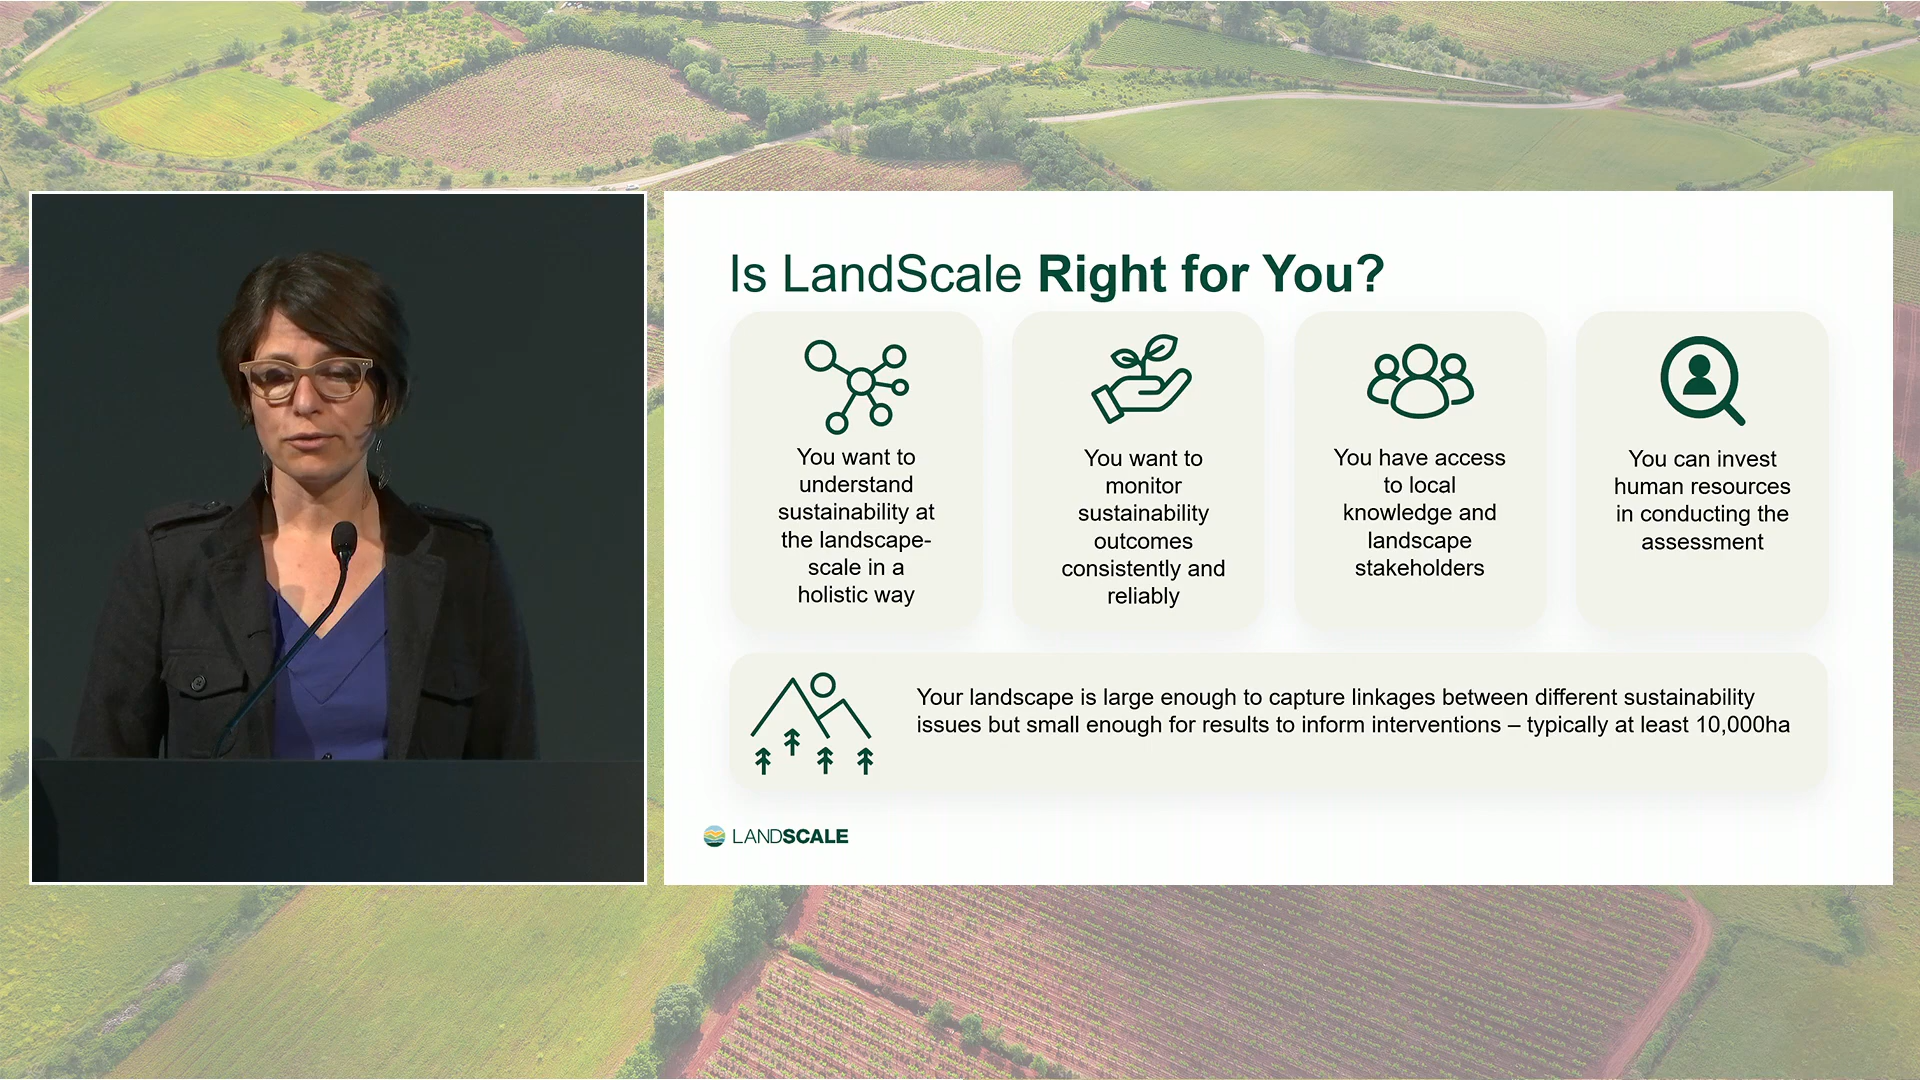 Is LandScale Right for You?
You want to
understand
sustainability at
the landscape-
scale in a
holistic way
You want to
monitor
sustainability
outcomes
consistently and
reliably
You have access
to local
knowledge and
landscape
stakeholders
You can invest
human resources
in conducting the
assessment
Your landscape is large enough to capture linkages between different sustainability
issues but small enough for results to inform interventions – typically at least 10,000ha
LANDSCALE